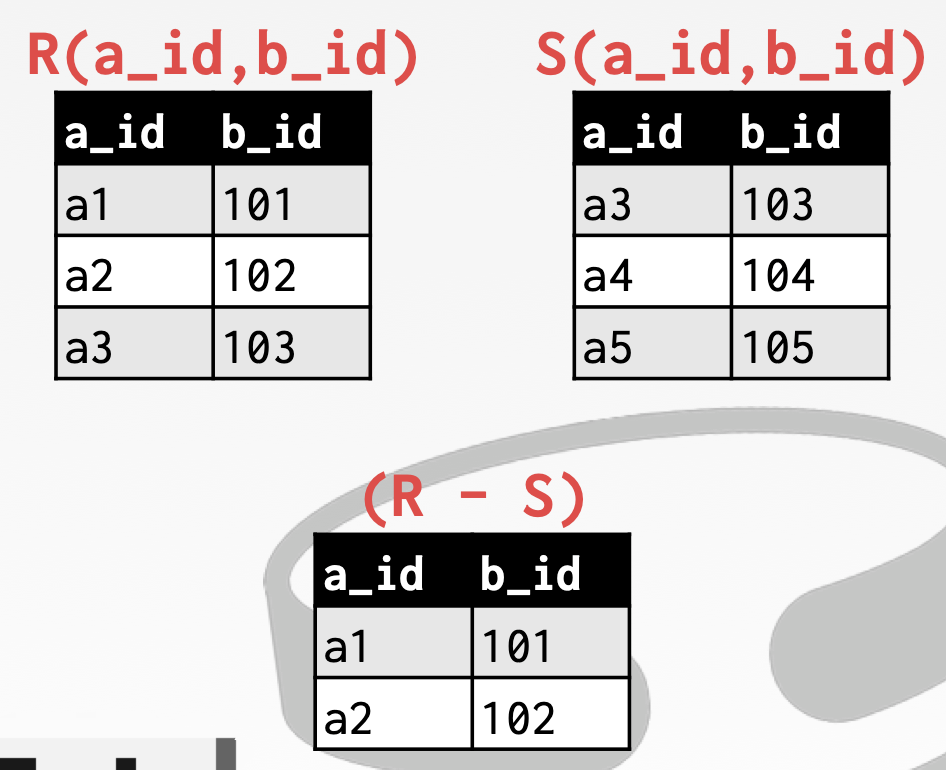 R(a_id,b_id) S(a_id,b_id)
a_id b_id a_id b_id
a1 101 a3 103
a2 102 a4 104
a3 103 a5 105
(R - S)
a_id b_id
a1 101
a2 102